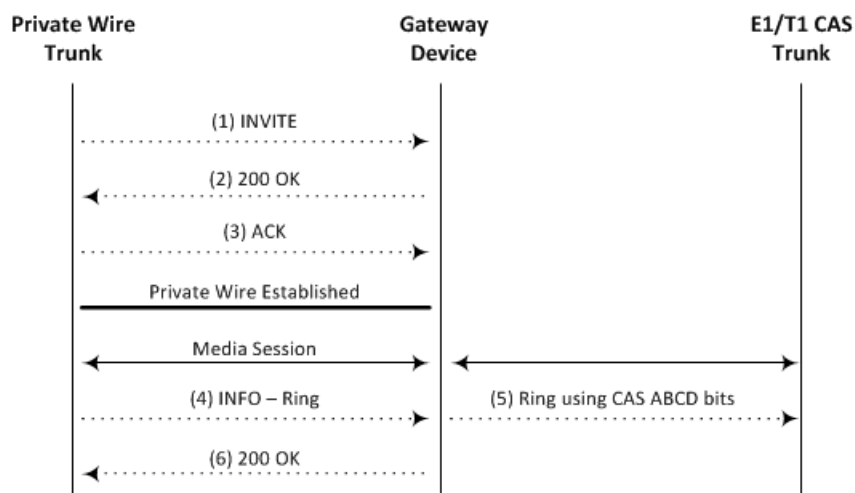 Private Wire
Trunk
Gateway
Device
E1/T1 CAS
Trunk
(1) INVITE
(2) 200 OK
(3) ACK
Private Wire Established
Media Session
(4) INFO – Ring
(5) Ring using CAS ABCD bits
(6) 200 OK